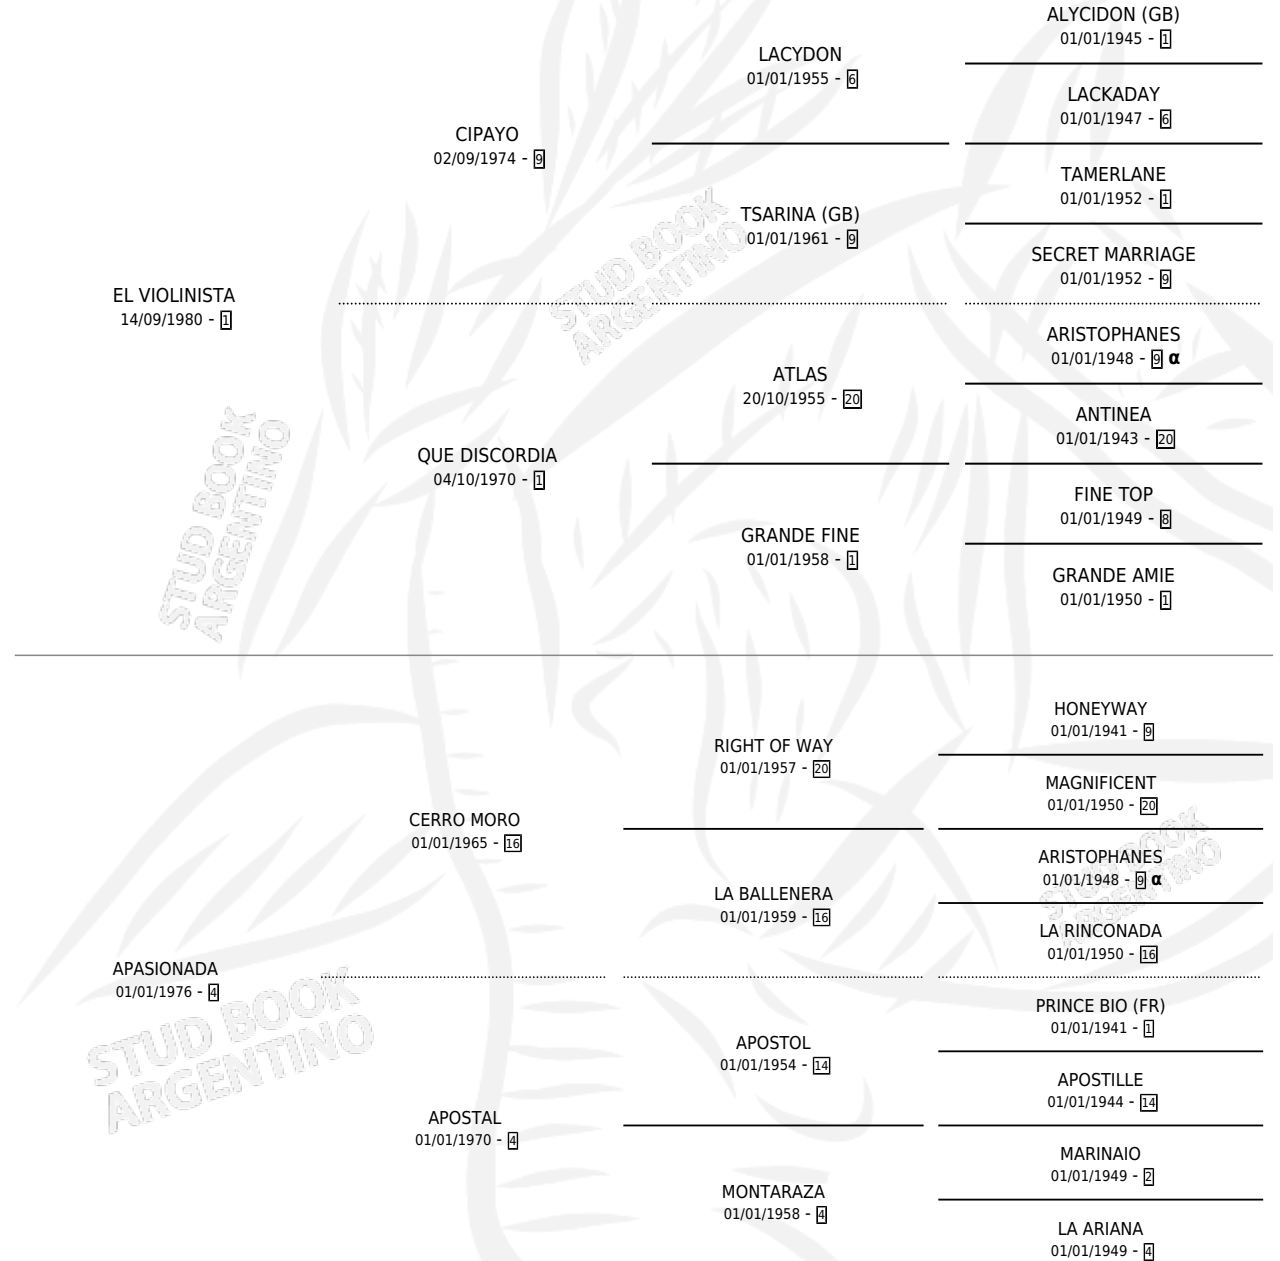 ALYCIDON (GB)
01/01/1945 - 1
LACYDON
01/01/1955 - 6
LACKADAY
01/01/1947 - 6
CIPAYO
02/09/1974 - 9
TAMERLANE
01/01/1952 - 1
TSARINA (GB)
01/01/1961 - 9
SECRET MARRIAGE
01/01/1952 - 9
EL VIOLINISTA
14/09/1980 - 1
ARISTOPHANES
01/01/1948 - 9 α
ATLAS
20/10/1955 - 20
ANTINEA
01/01/1943 - 20
QUE DISCORDIA
04/10/1970 - 1
FINE TOP
01/01/1949 - 8
GRANDE FINE
01/01/1958 - 1
GRANDE AMIE
01/01/1950 - 1
HONEYWAY
01/01/1941 - 9
RIGHT OF WAY
01/01/1957 - 20
MAGNIFICENT
01/01/1950 - 20
CERRO MORO
01/01/1965 - 16
ARISTOPHANES
01/01/1948 - 9 α
LA BALLENERA
01/01/1959 - 16
LA RINCONADA
01/01/1950 - 16
APASIONADA
01/01/1976 - 4
PRINCE BIO (FR)
01/01/1941 - 1
APOSTOL
01/01/1954 - 14
APOSTILLE
01/01/1944 - 14
APOSTAL
01/01/1970 - 4
MARINAIO
01/01/1949 - 2
MONTARAZA
01/01/1958 - 4
LA ARIANA
01/01/1949 - 4
STUD BOOK
ARGENTINO
STUD BOOK
ARGENTINO
STUD BOOK
ARGENTINO
STUD BOOK
ARGENTINO